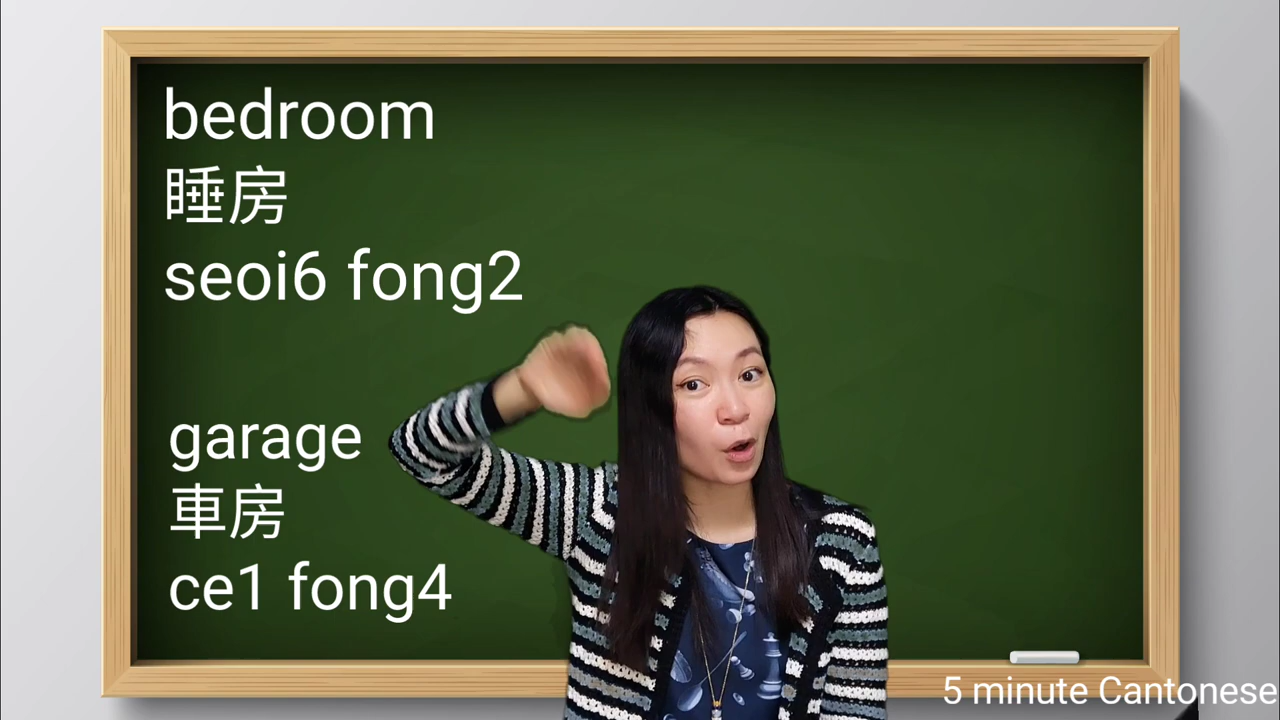 bedroom
睡房
seoi6 fong2
garage
車房
ce1 fong4
5 minute Cantonese